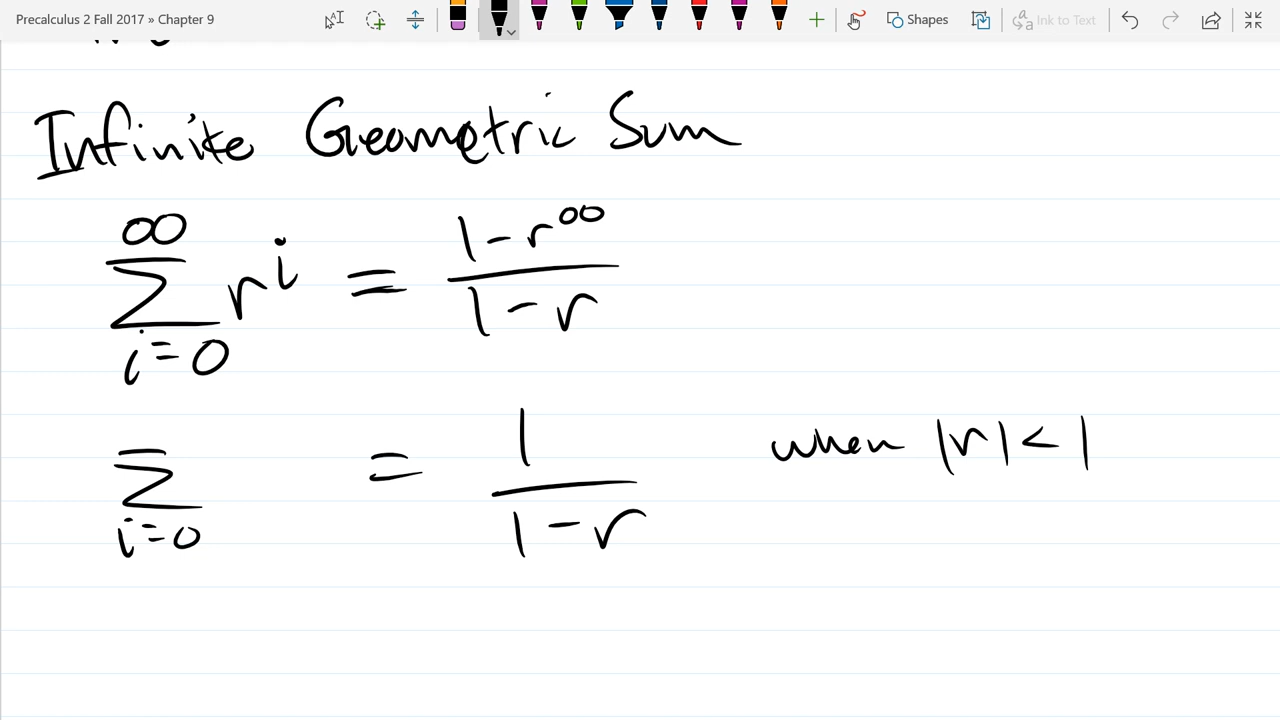 Precalculus 2 Fall 2017 » Chapter 9
Shapes
Ink to Text
Infinite Geometric Sum
∞
∑ r^i = (1 - r^∞) / (1 - r)
i=0
∑ = 1 / (1 - r) when |r| < 1
i=0